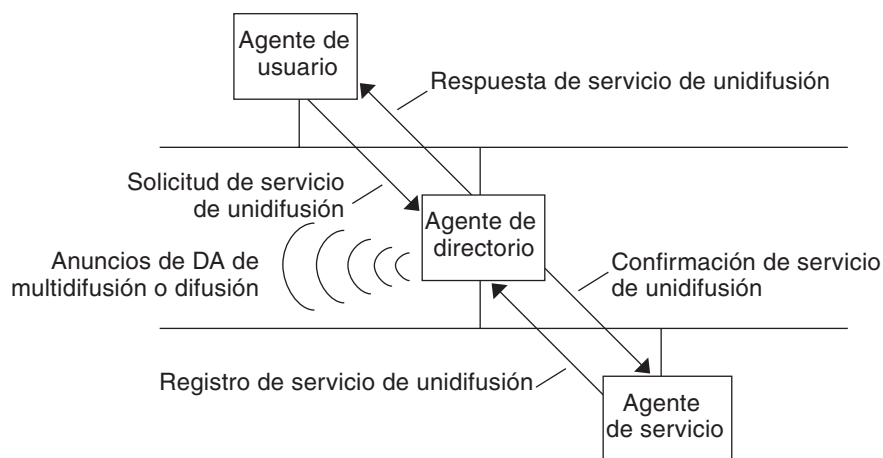 Agente de
usuario
Respuesta de servicio de unidifusión
Solicitud de servicio
de unidifusión
Agente de
directorio
Anuncios de DA de
multidifusión o difusión
Confirmación de servicio
de unidifusión
Registro de servicio de unidifusión
Agente
de servicio